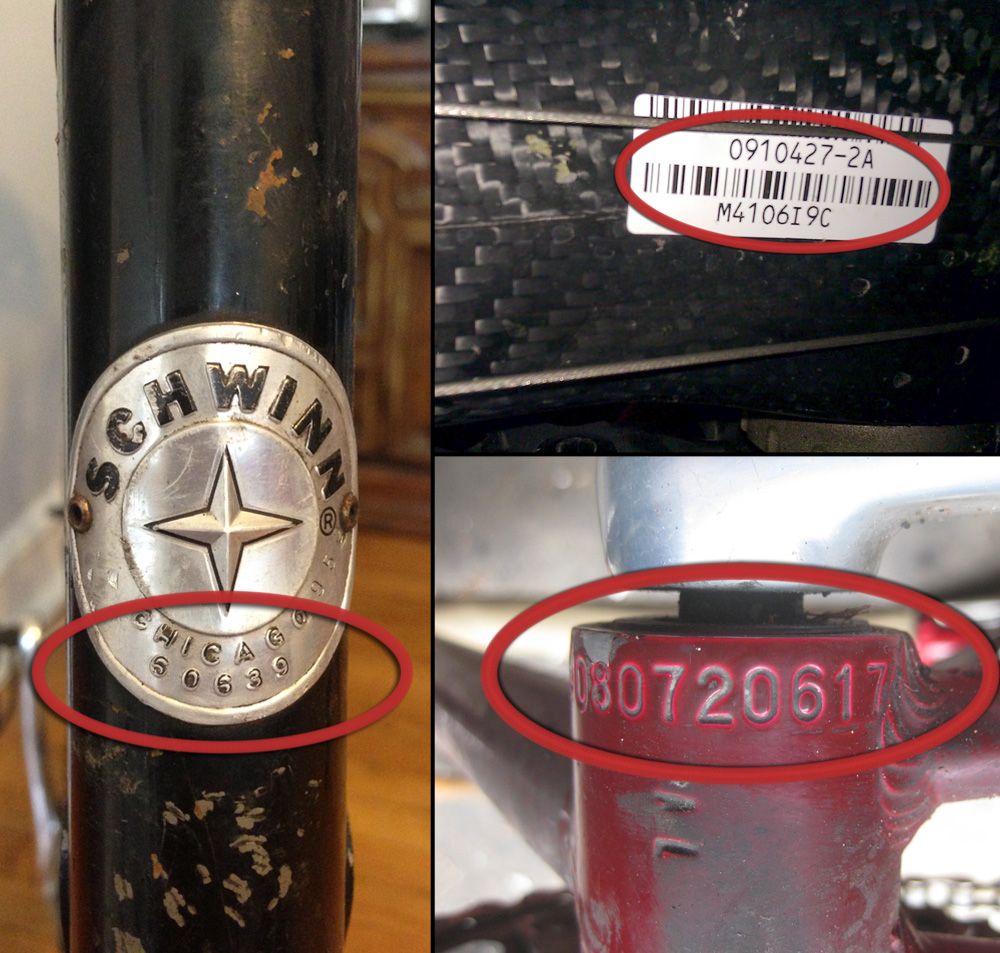 SCHWINN
®
CHICAGO
60639
0910427-2A
M4106I9C
080720617